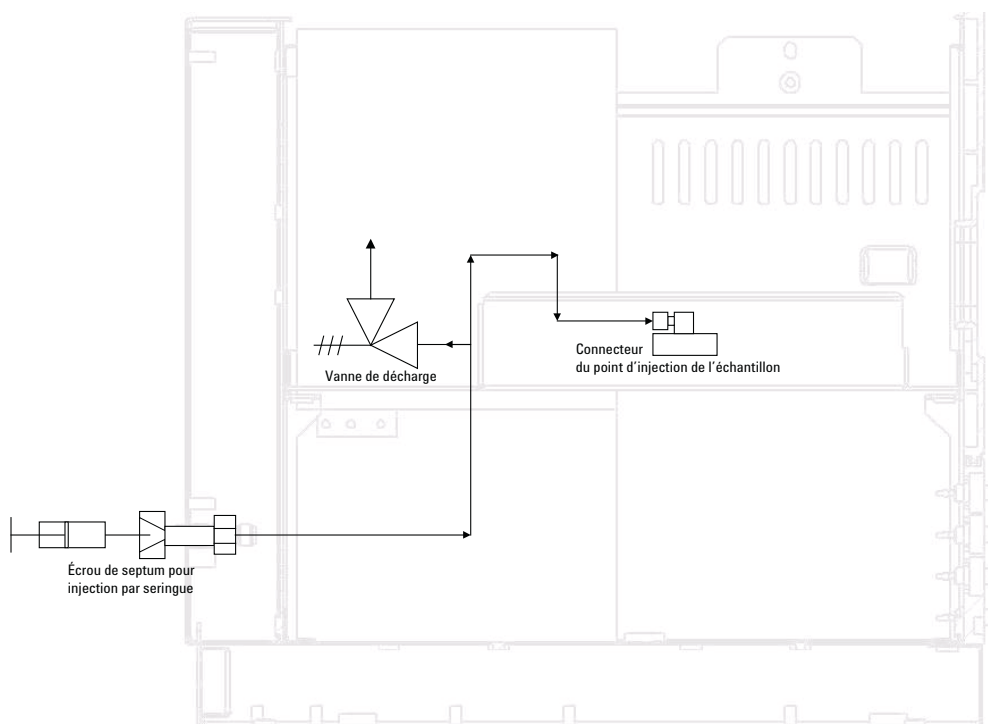 Vanne de décharge
Connecteur
du point d'injection de l'échantillon
Écrou de septum pour
injection par seringue